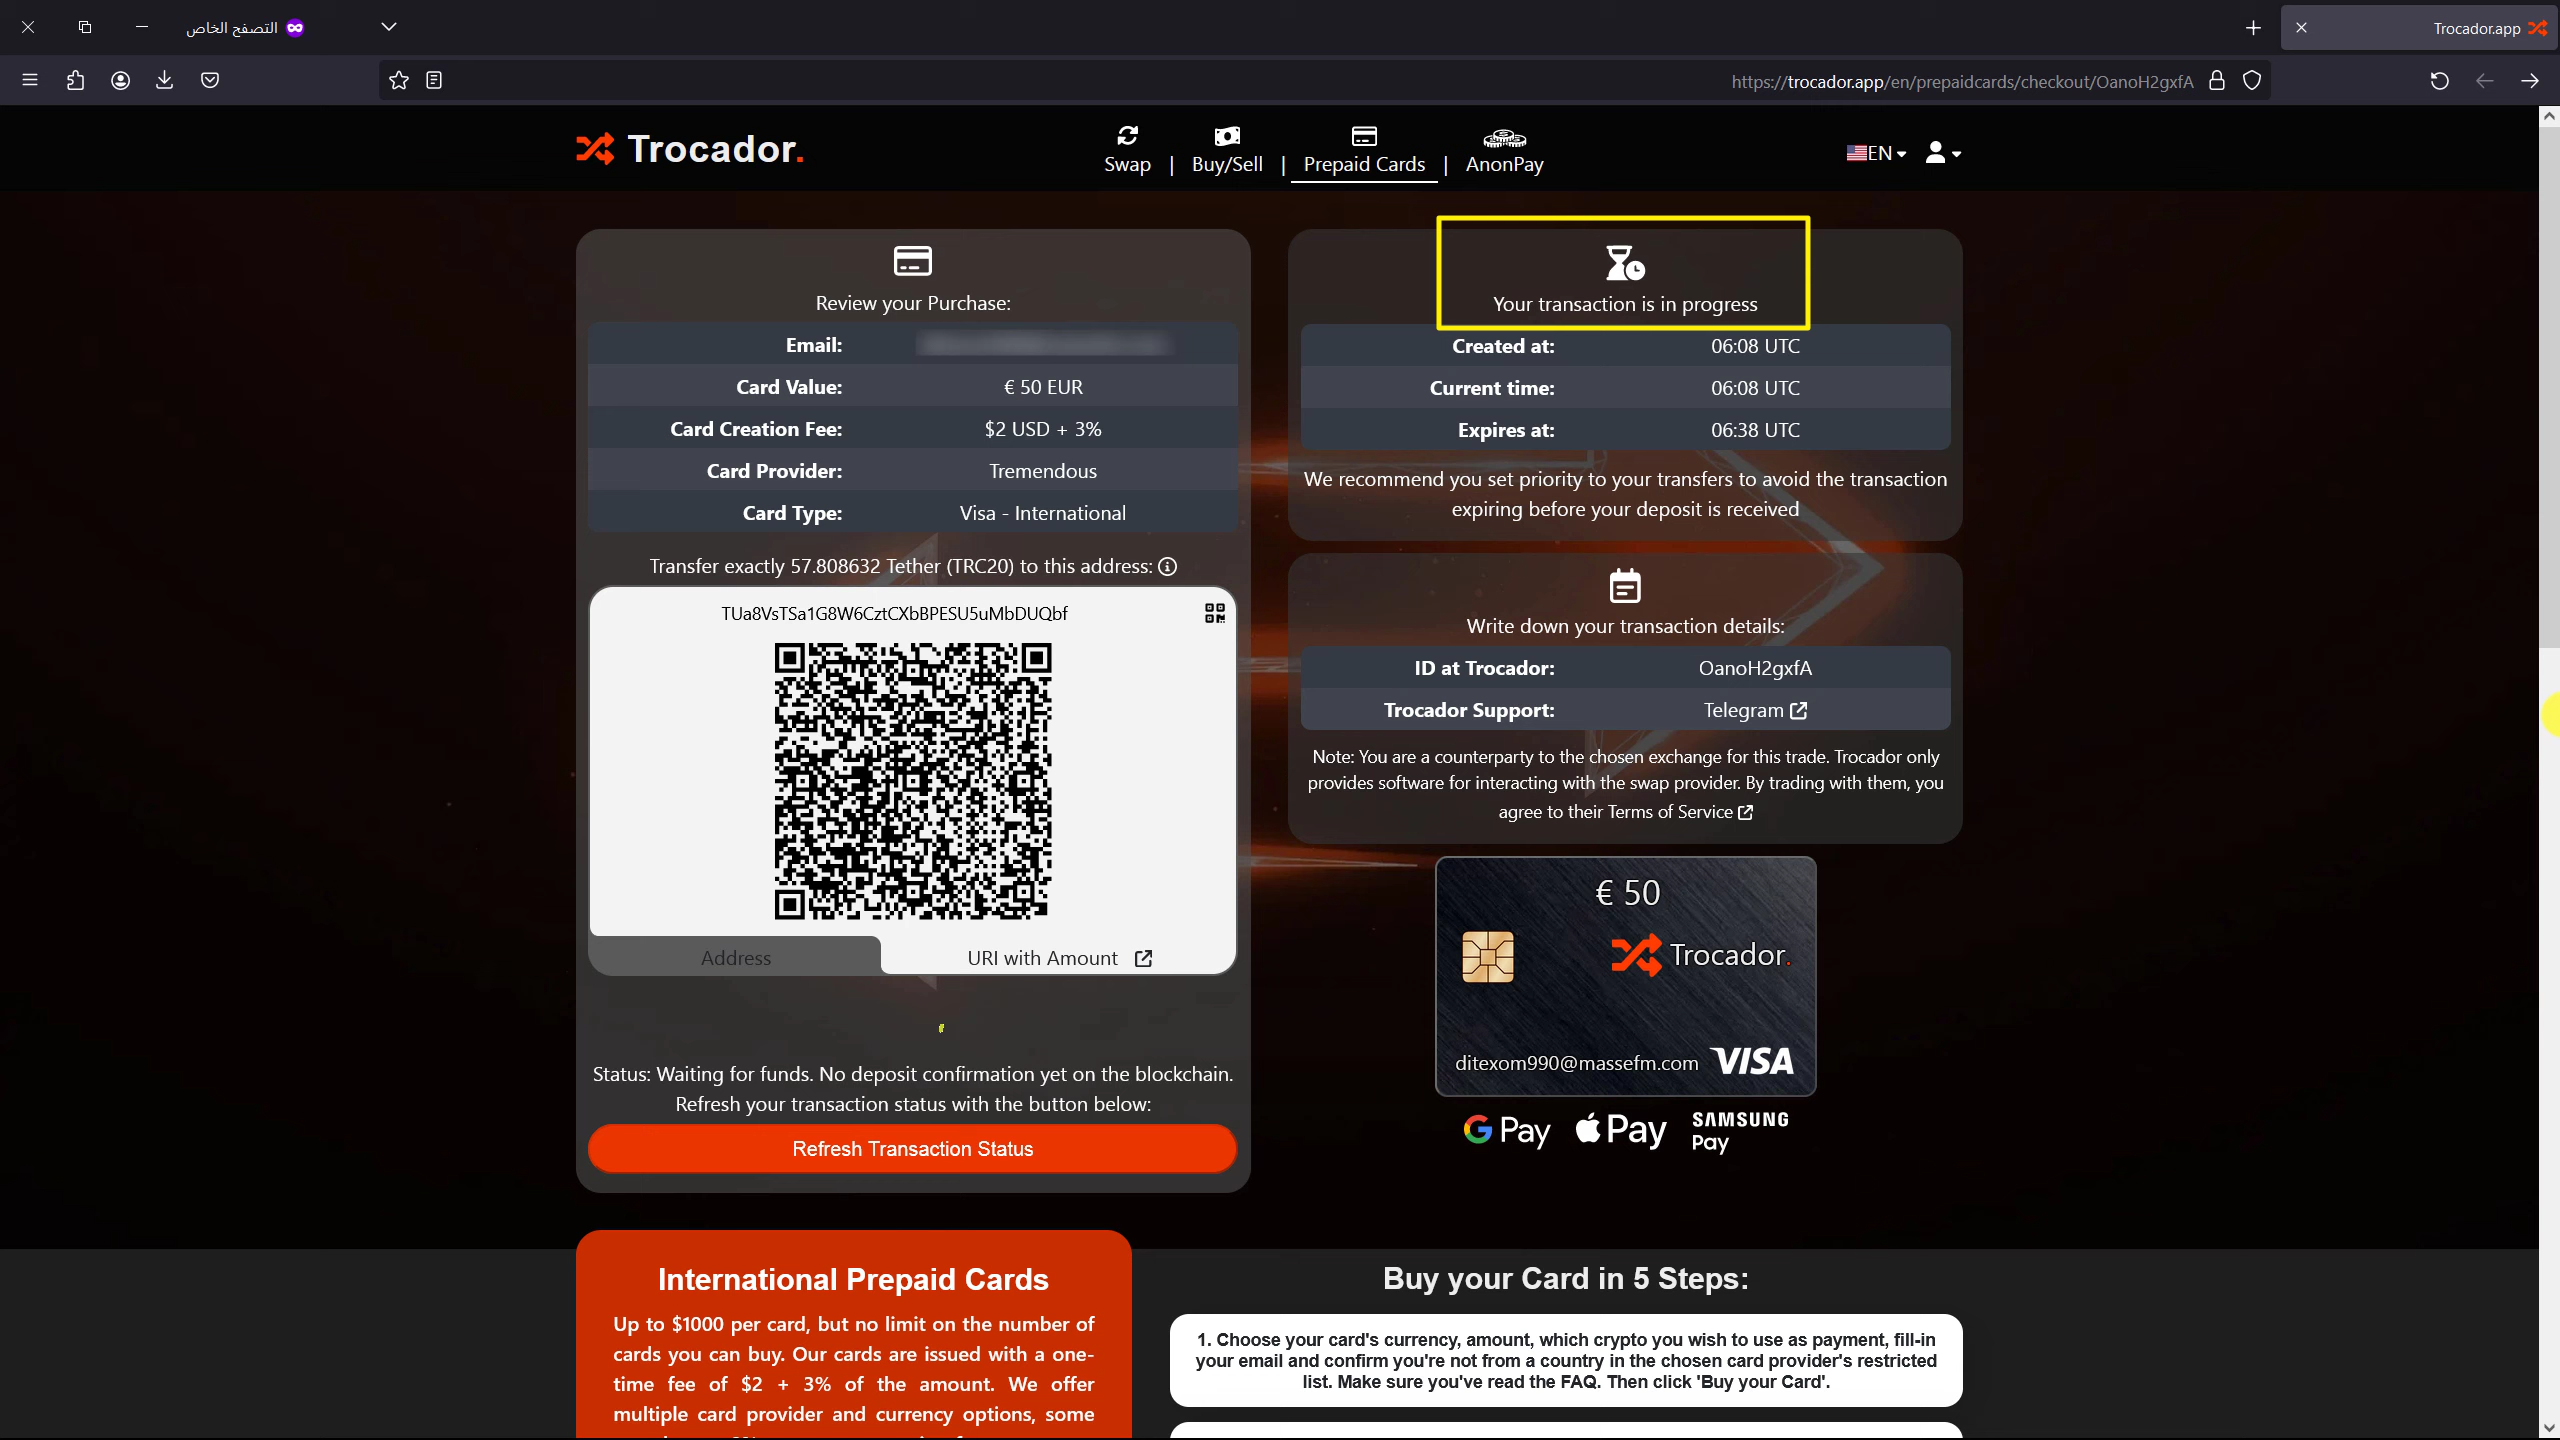 التصفح الخاص
Trocador.app
https://trocador.app/en/prepaidcards/checkout/OanoH2gxfA
Trocador.
Swap | Buy/Sell | Prepaid Cards | AnonPay
EN
Review your Purchase:
Email:
Card Value: € 50 EUR
Card Creation Fee: $2 USD + 3%
Card Provider: Tremendous
Card Type: Visa - International
Transfer exactly 57.808632 Tether (TRC20) to this address:
TUa8VsTSa1G8W6CztCXbBPESU5uMbDUQbf
Address
URI with Amount
Status: Waiting for funds. No deposit confirmation yet on the blockchain.
Refresh your transaction status with the button below:
Refresh Transaction Status
Your transaction is in progress
Created at: 06:08 UTC
Current time: 06:08 UTC
Expires at: 06:38 UTC
We recommend you set priority to your transfers to avoid the transaction
expiring before your deposit is received
Write down your transaction details:
ID at Trocador: OanoH2gxfA
Trocador Support: Telegram
Note: You are a counterparty to the chosen exchange for this trade. Trocador only
provides software for interacting with the swap provider. By trading with them, you
agree to their Terms of Service
€ 50
Trocador.
ditexom990@massefm.com VISA
G Pay Pay SAMSUNG
Pay
International Prepaid Cards
Up to $1000 per card, but no limit on the number of
cards you can buy. Our cards are issued with a one-
time fee of $2 + 3% of the amount. We offer
multiple card provider and currency options, some
Buy your Card in 5 Steps:
1. Choose your card's currency, amount, which crypto you wish to use as payment, fill-in
your email and confirm you're not from a country in the chosen card provider's restricted
list. Make sure you've read the FAQ. Then click 'Buy your Card'.